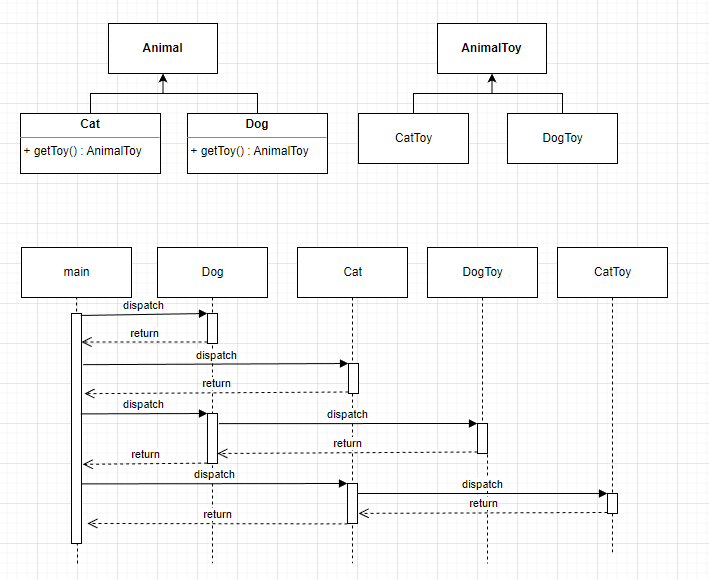 Animal
AnimalToy
Cat
+ getToy() : AnimalToy
Dog
+ getToy() : AnimalToy
CatToy
DogToy
main
Dog
Cat
DogToy
CatToy
dispatch
return
dispatch
return
dispatch
dispatch
return
return
dispatch
dispatch
return
return